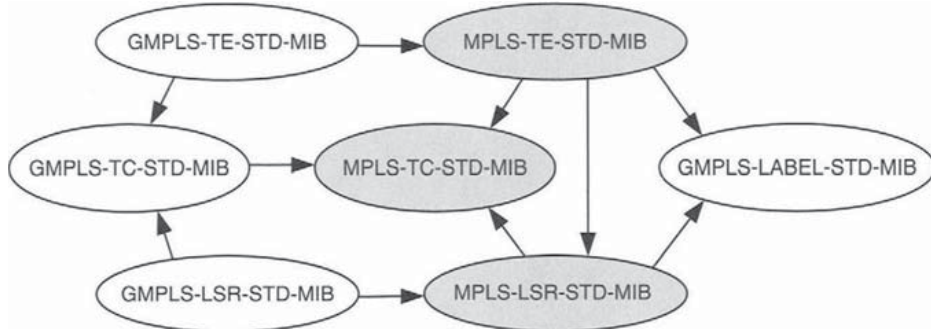 GMPLS-TE-STD-MIB
MPLS-TE-STD-MIB
GMPLS-TC-STD-MIB
MPLS-TC-STD-MIB
GMPLS-LABEL-STD-MIB
GMPLS-LSR-STD-MIB
MPLS-LSR-STD-MIB